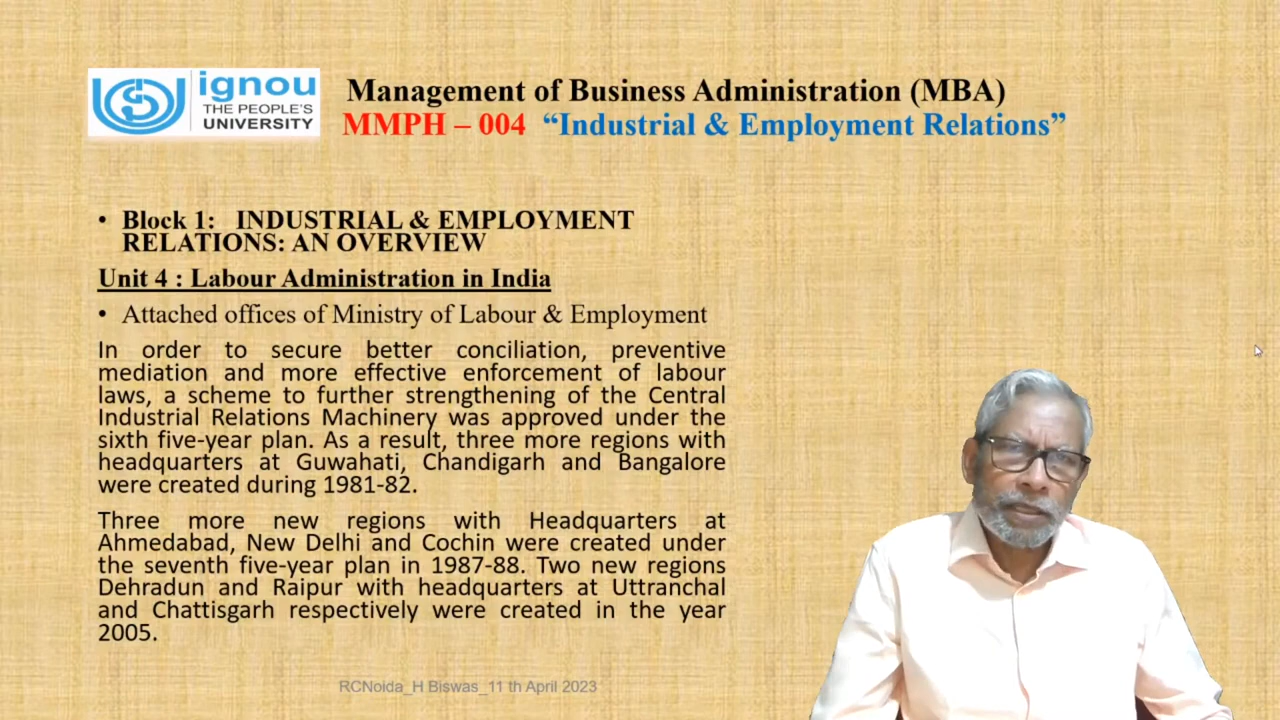 ignou
THE PEOPLE'S
UNIVERSITY
Management of Business Administration (MBA)
MMPH – 004 “Industrial & Employment Relations”
• Block 1: INDUSTRIAL & EMPLOYMENT
RELATIONS: AN OVERVIEW
Unit 4 : Labour Administration in India
• Attached offices of Ministry of Labour & Employment
In order to secure better conciliation, preventive
mediation and more effective enforcement of labour
laws, a scheme to further strengthening of the Central
Industrial Relations Machinery was approved under the
sixth five-year plan. As a result, three more regions with
headquarters at Guwahati, Chandigarh and Bangalore
were created during 1981-82.
Three more new regions with Headquarters at
Ahmedabad, New Delhi and Cochin were created under
the seventh five-year plan in 1987-88. Two new regions
Dehradun and Raipur with headquarters at Uttranchal
and Chattisgarh respectively were created in the year
2005.
RCNoida_H Biswas_11 th April 2023